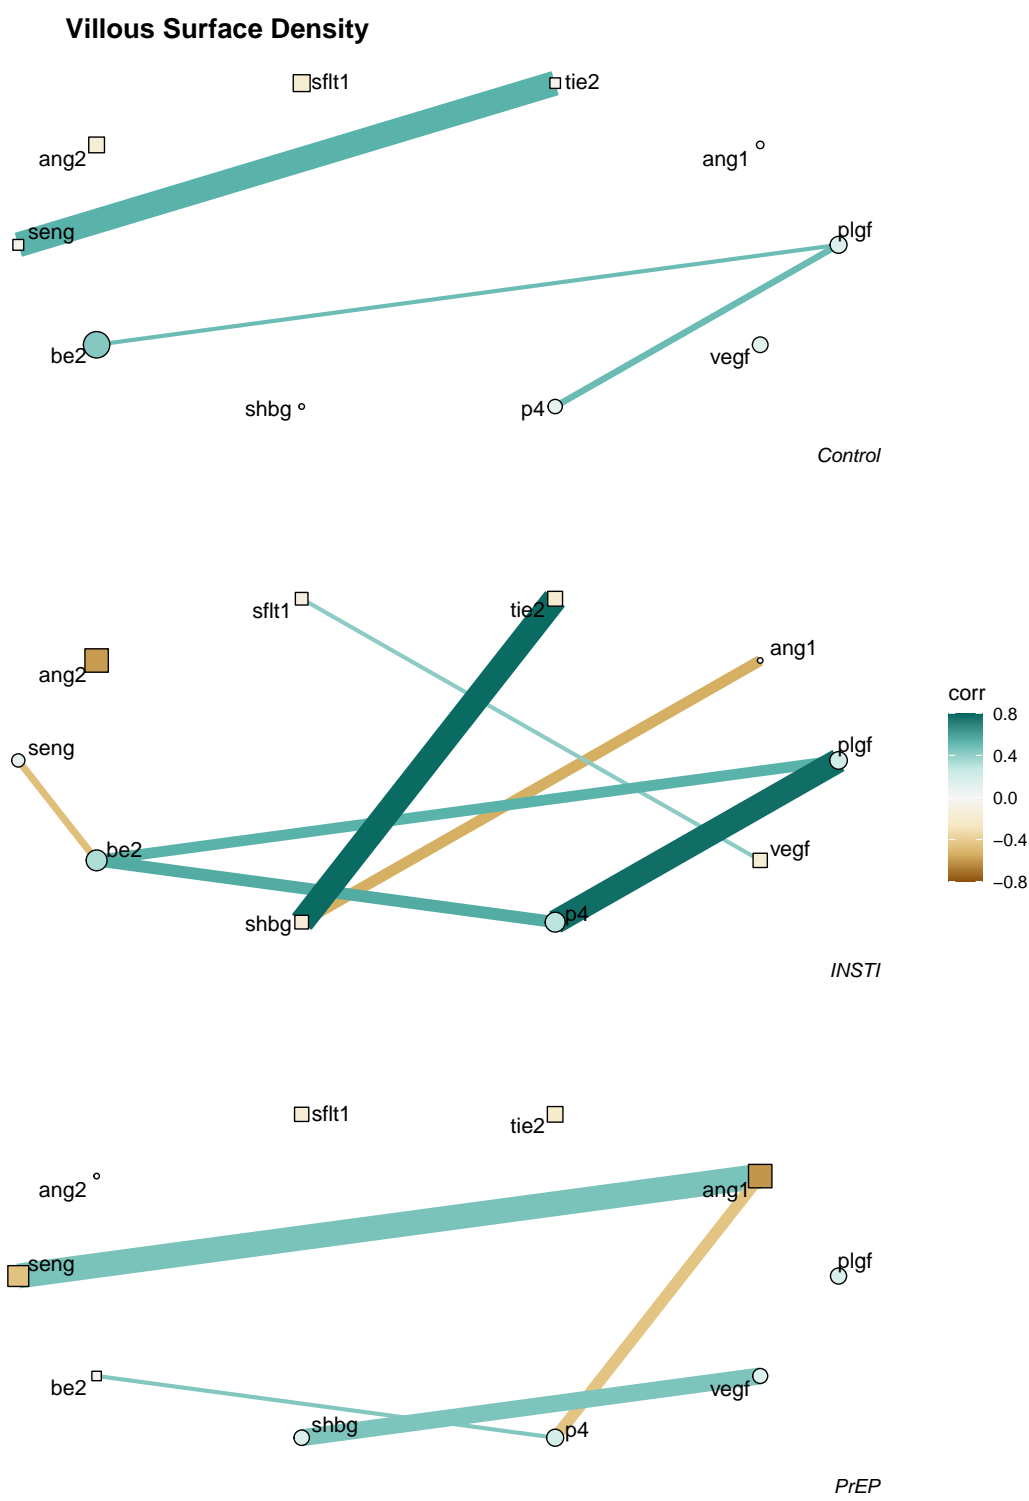 Villous Surface Density
sflt1
tie2
ang2
ang1
seng
plgf
be2
vegf
shbg
p4
Control
sflt1
tie2
ang1
ang2
seng
plgf
be2
vegf
shbg
p4
INSTI
corr
0.8
0.4
0.0
−0.4
−0.8
sflt1
tie2
ang2
ang1
seng
plgf
be2
vegf
shbg
p4
PrEP